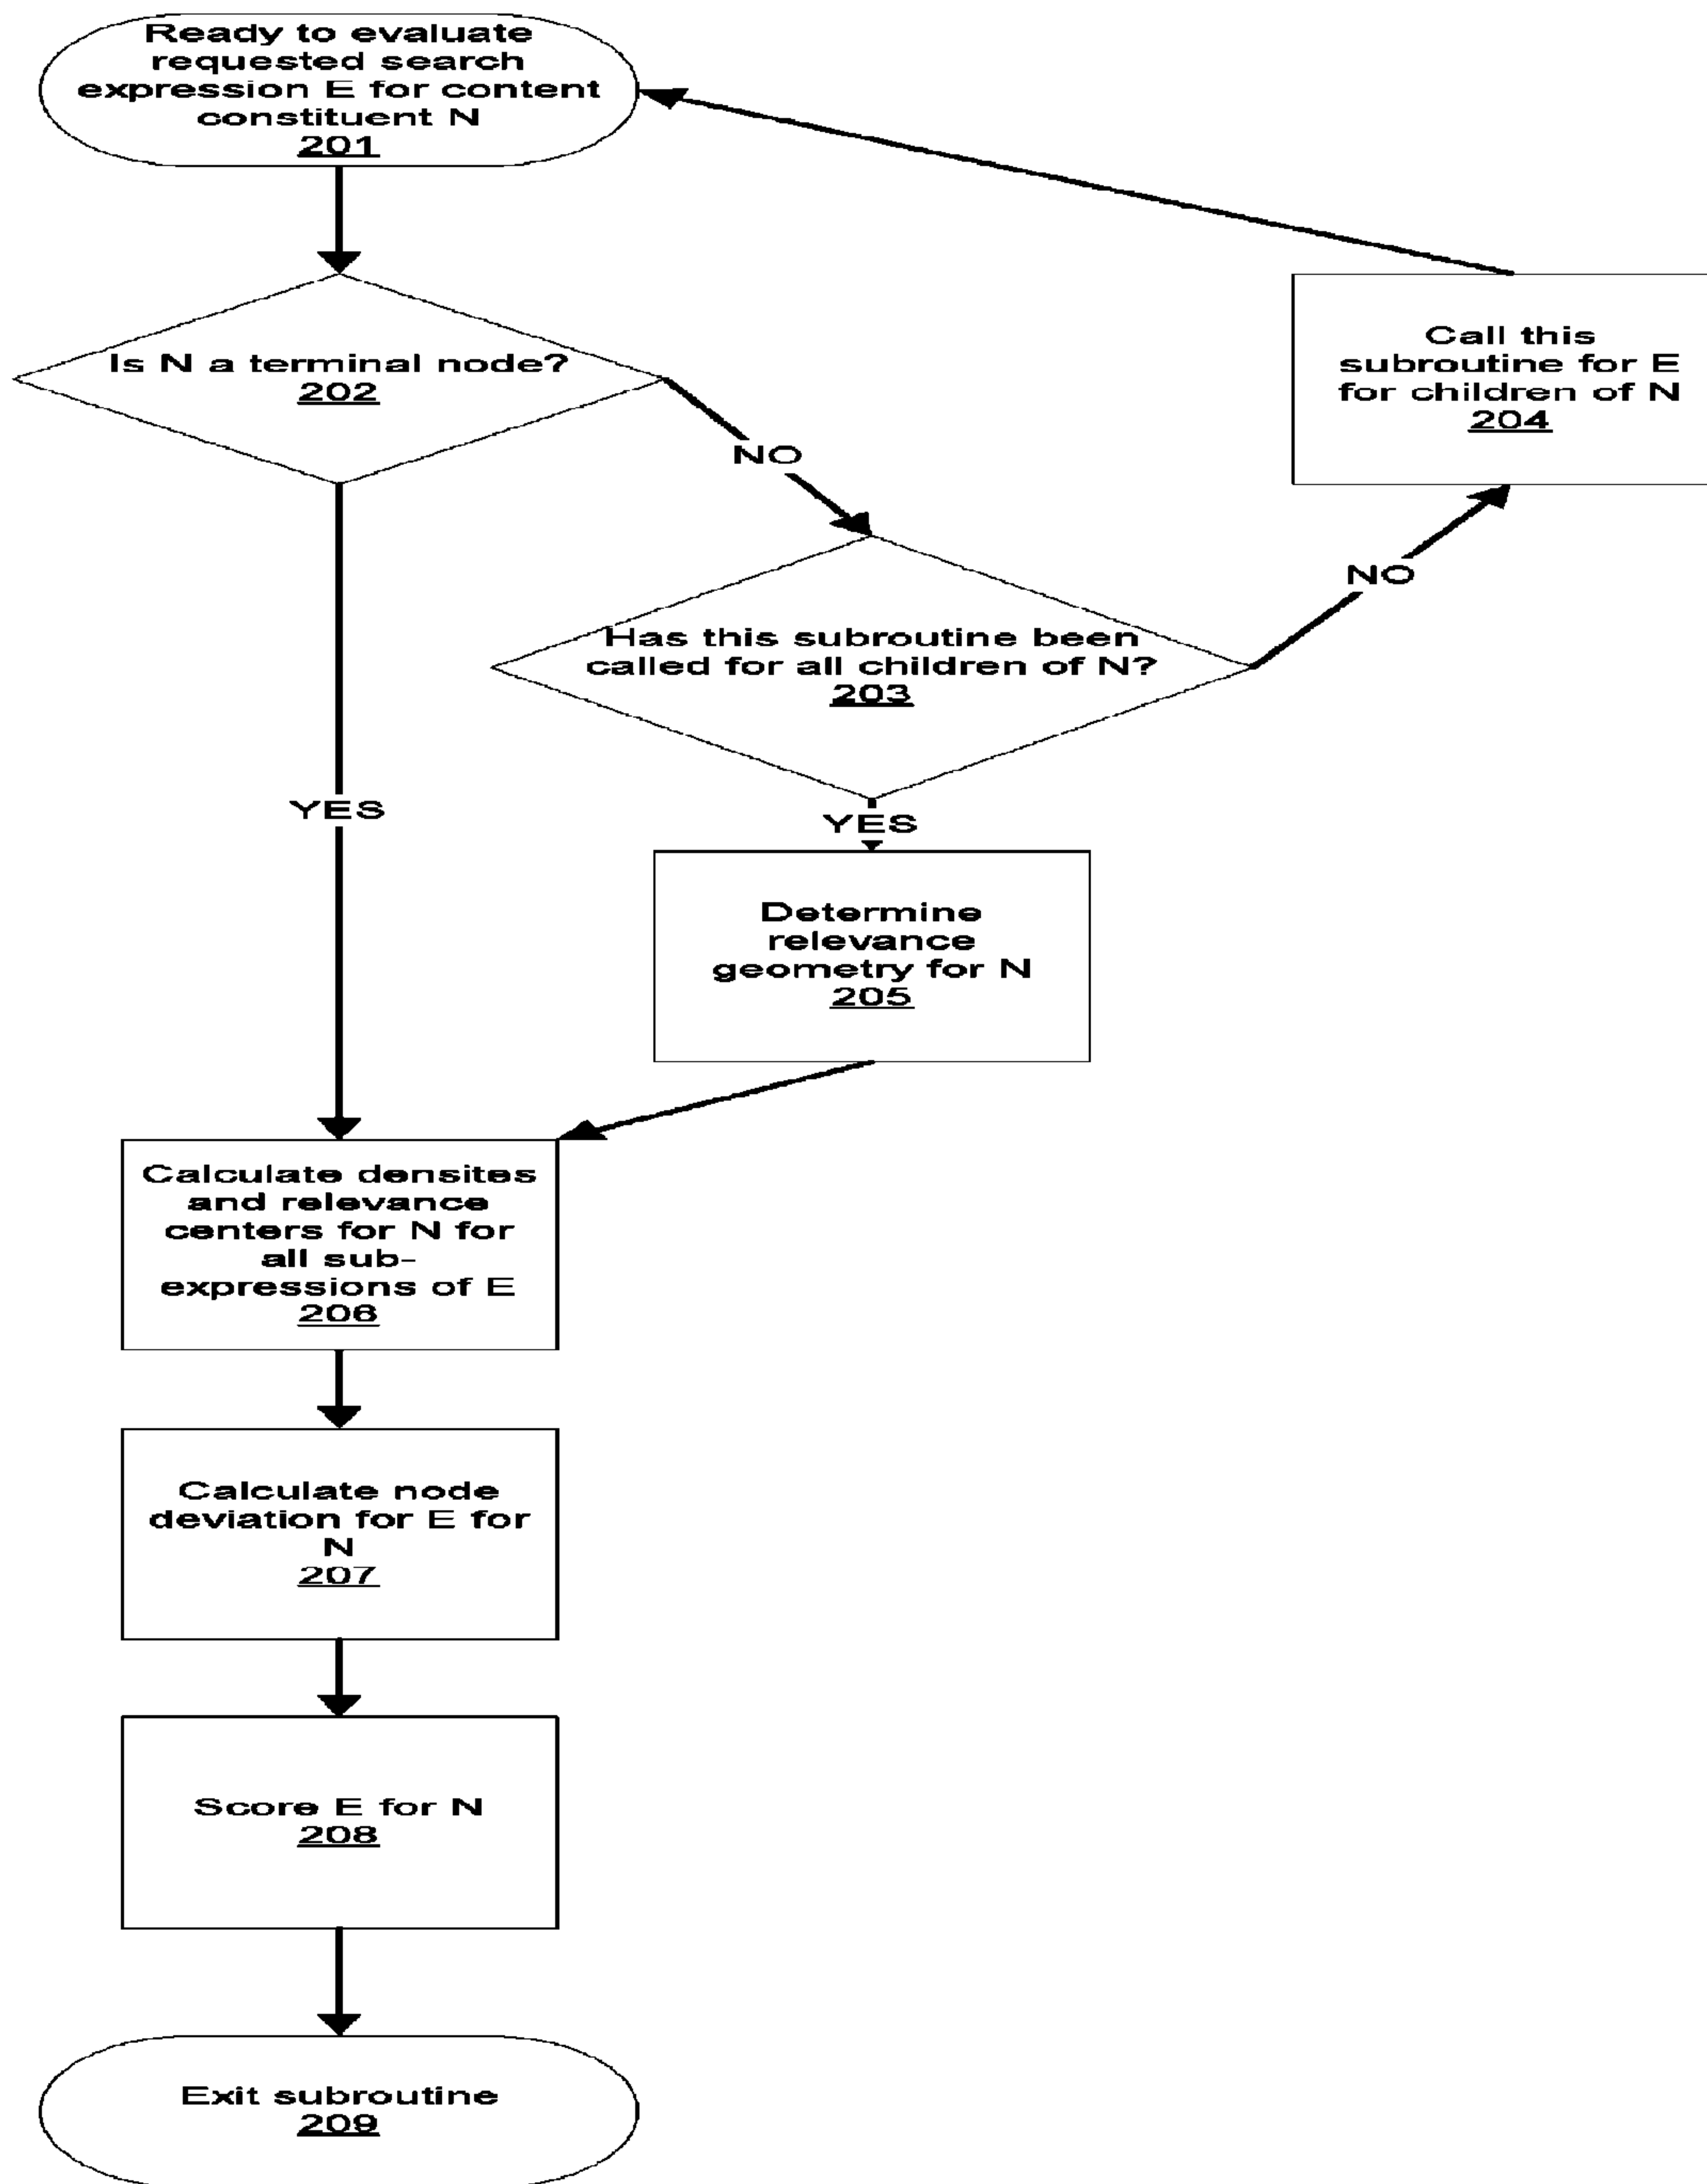 Ready to evaluate
requested search
expression E for content
constituent N
201
Is N a terminal node?
202
NO
Call this
subroutine for E
for children of N
204
NO
Has this subroutine been
called for all children of N?
203
YES
YES
Determine
relevance
geometry for N
205
Calculate densites
and relevance
centers for N for
all sub-
expressions of E
206
Calculate node
deviation for E for
N
207
Score E for N
208
Exit subroutine
209